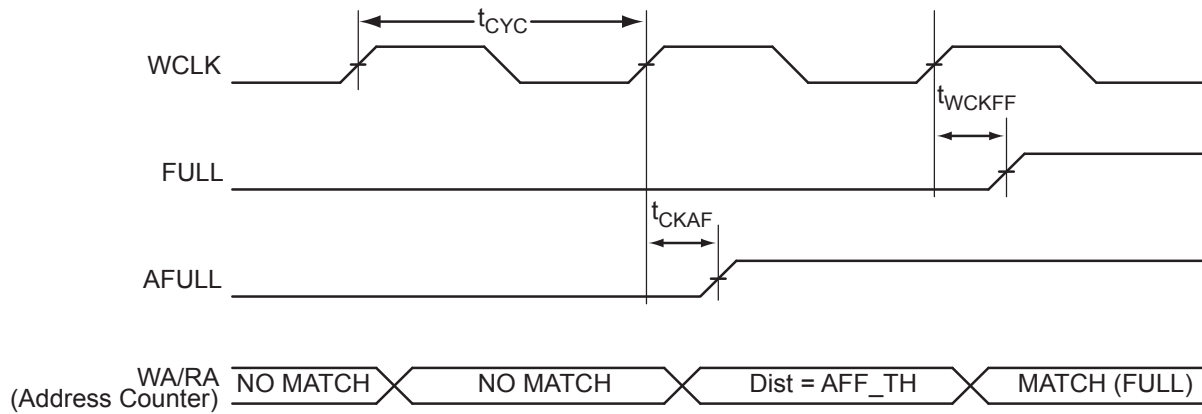 tCYC
WCLK
tWCKFF
FULL
tCKAF
AFULL
WA/RA
(Address Counter)
NO MATCH
NO MATCH
Dist = AFF_TH
MATCH (FULL)